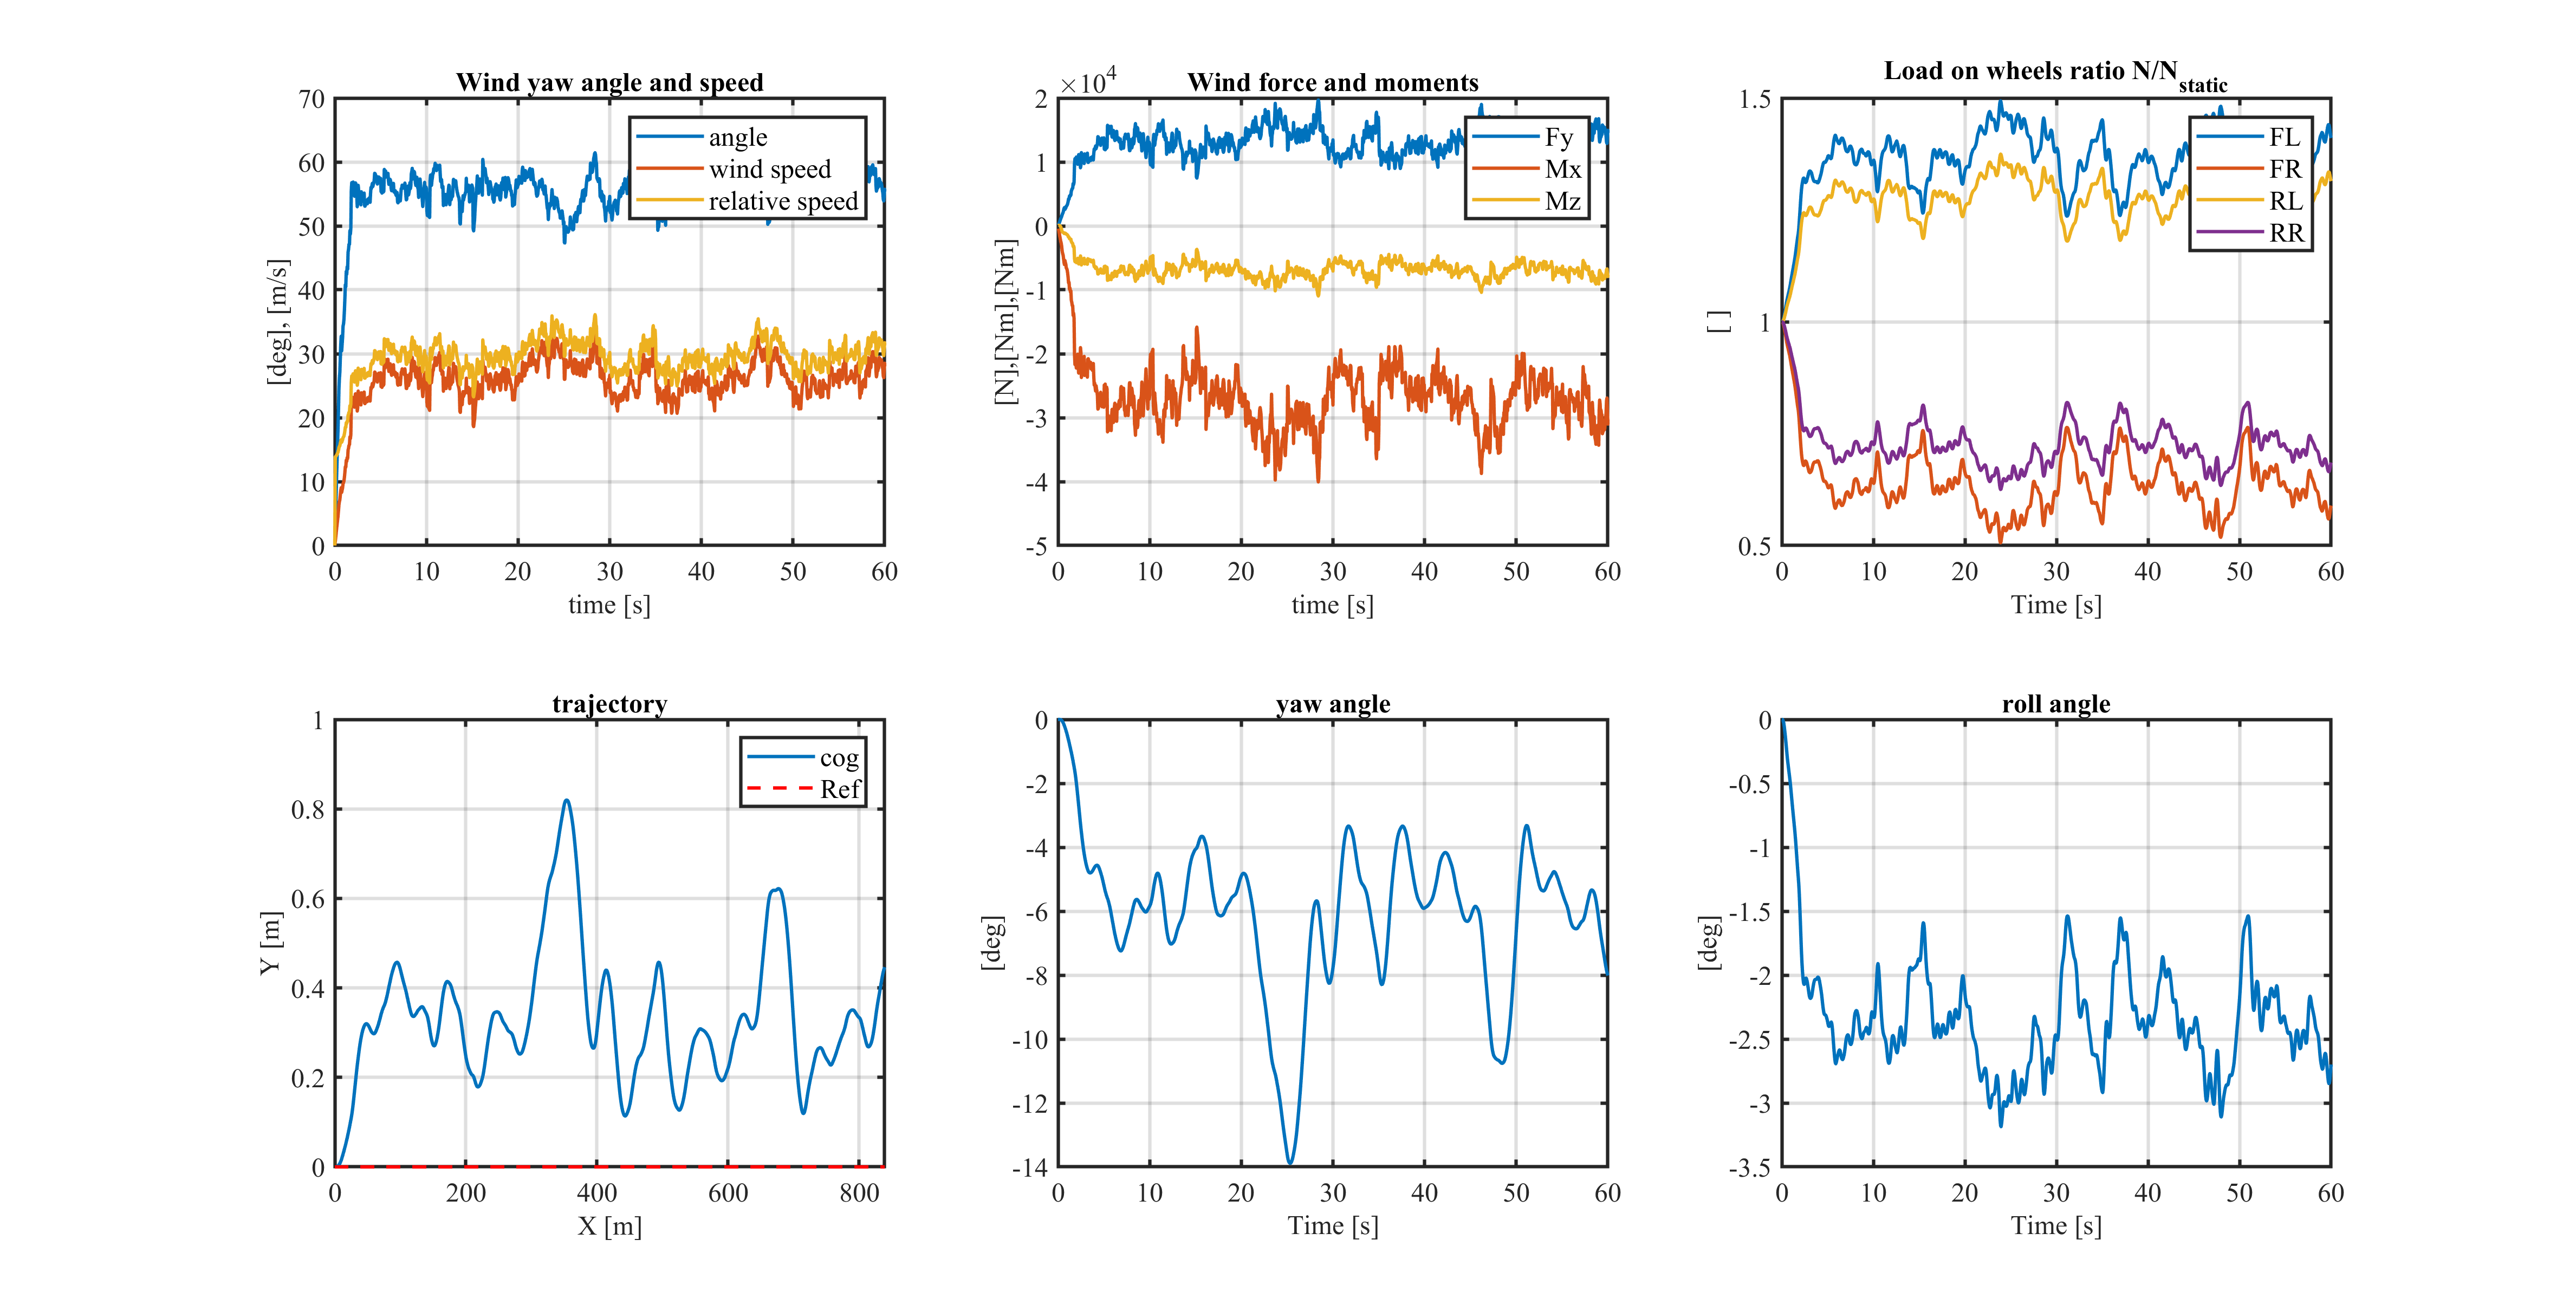 Wind yaw angle and speed
70
60
50
40
30
20
10
0
[deg], [m/s]
angle
wind speed
relative speed
0 10 20 30 40 50 60
time [s]
Wind force and moments
×10^4
2
1
0
-1
-2
-3
-4
-5
[N],[Nm],[Nm]
Fy
Mx
Mz
0 10 20 30 40 50 60
time [s]
Load on wheels ratio N/N_static
1.5
1
0.5
[ ]
FL
FR
RL
RR
0 10 20 30 40 50 60
Time [s]
trajectory
1
0.8
0.6
0.4
0.2
0
Y [m]
cog
Ref
0 200 400 600 800
X [m]
yaw angle
0
-2
-4
-6
-8
-10
-12
-14
[deg]
0 10 20 30 40 50 60
Time [s]
roll angle
0
-0.5
-1
-1.5
-2
-2.5
-3
-3.5
[deg]
0 10 20 30 40 50 60
Time [s]